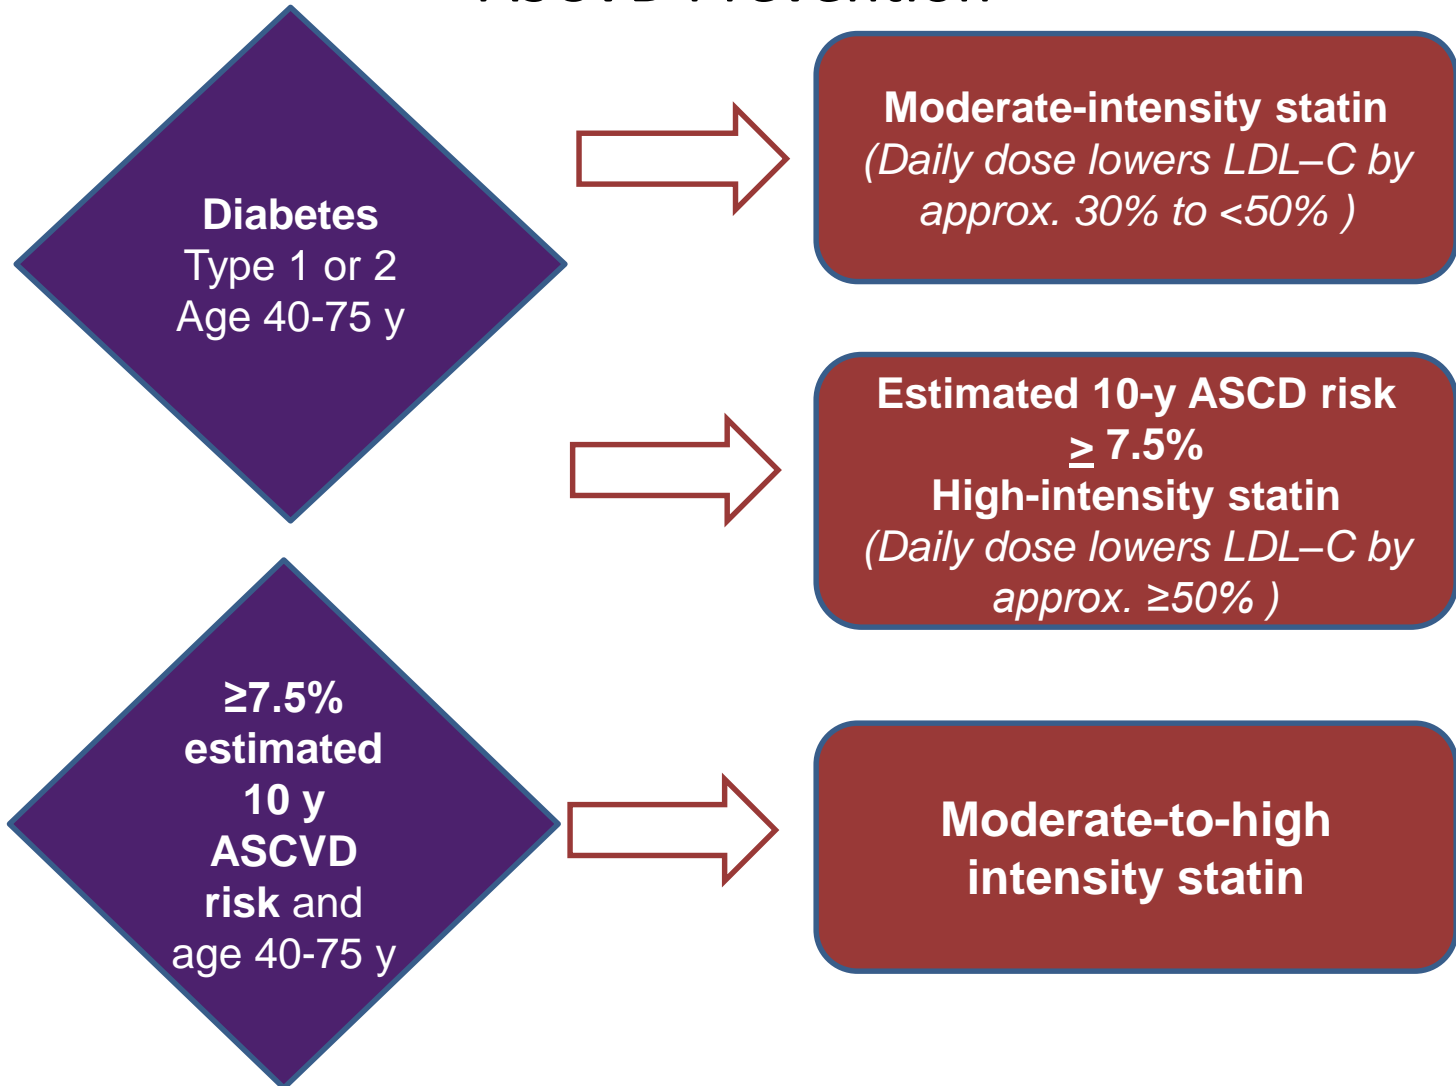 ASCVD Prevention
Diabetes
Type 1 or 2
Age 40-75 y
Moderate-intensity statin
(Daily dose lowers LDL–C by
approx. 30% to <50% )
Estimated 10-y ASCD risk
≥ 7.5%
High-intensity statin
(Daily dose lowers LDL–C by
approx. ≥50% )
≥7.5%
estimated
10 y
ASCVD
risk and
age 40-75 y
Moderate-to-high
intensity statin